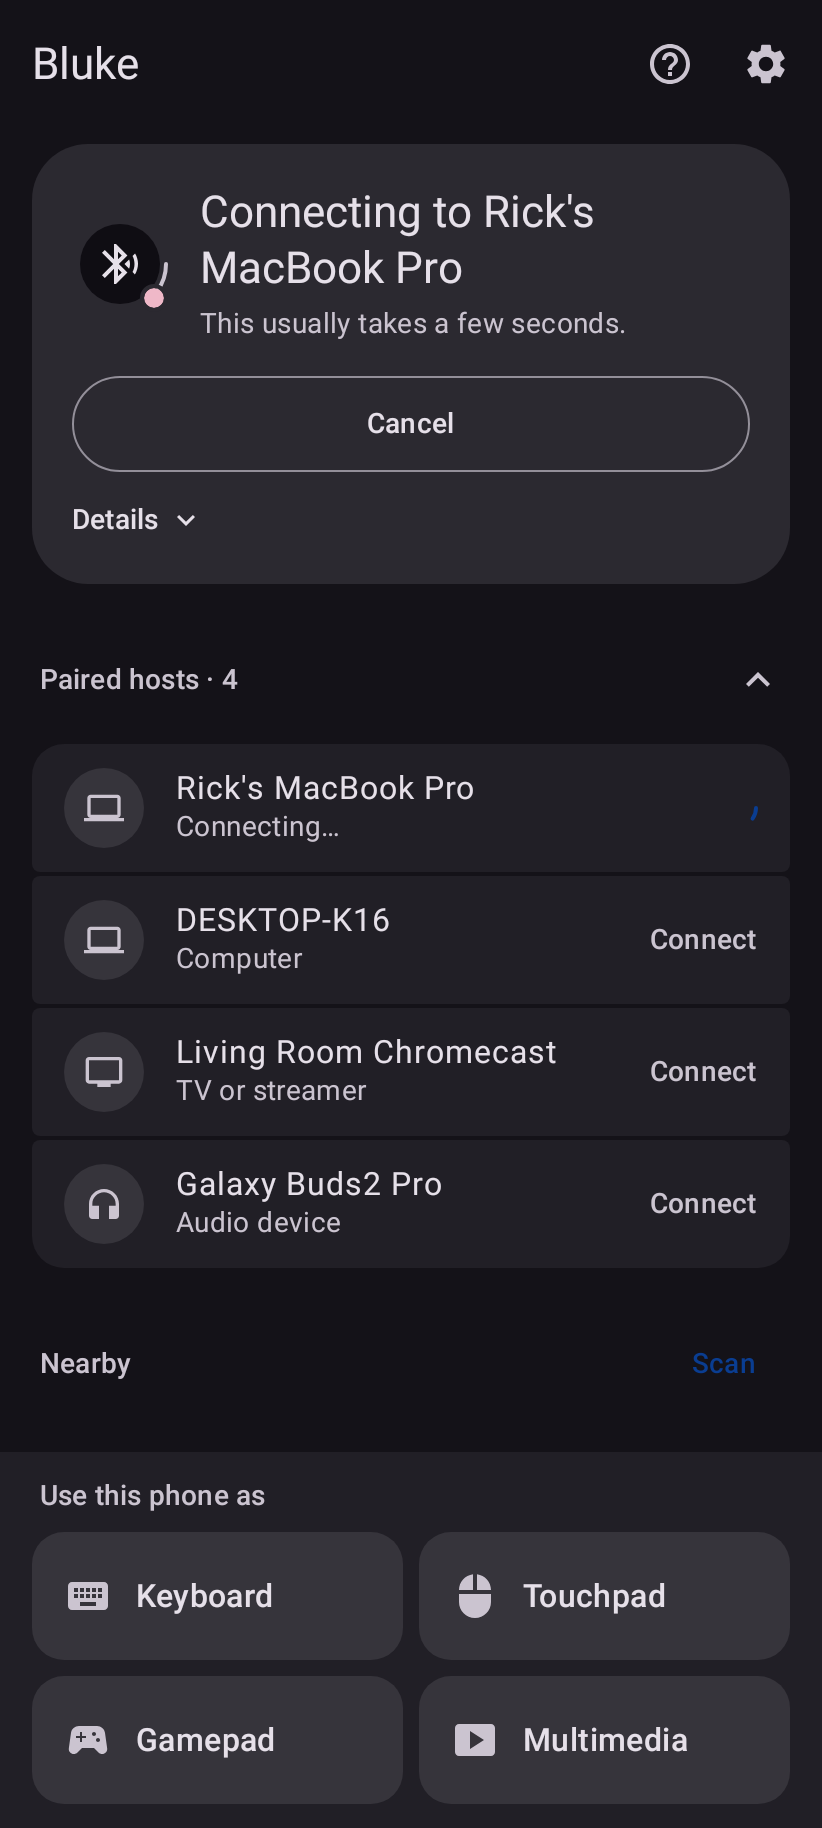 Bluke
Connecting to Rick's
MacBook Pro
This usually takes a few seconds.
Cancel
Details
Paired hosts · 4
Rick's MacBook Pro
Connecting…
DESKTOP-K16
Computer
Connect
Living Room Chromecast
TV or streamer
Connect
Galaxy Buds2 Pro
Audio device
Connect
Nearby
Scan
Use this phone as
Keyboard
Touchpad
Gamepad
Multimedia